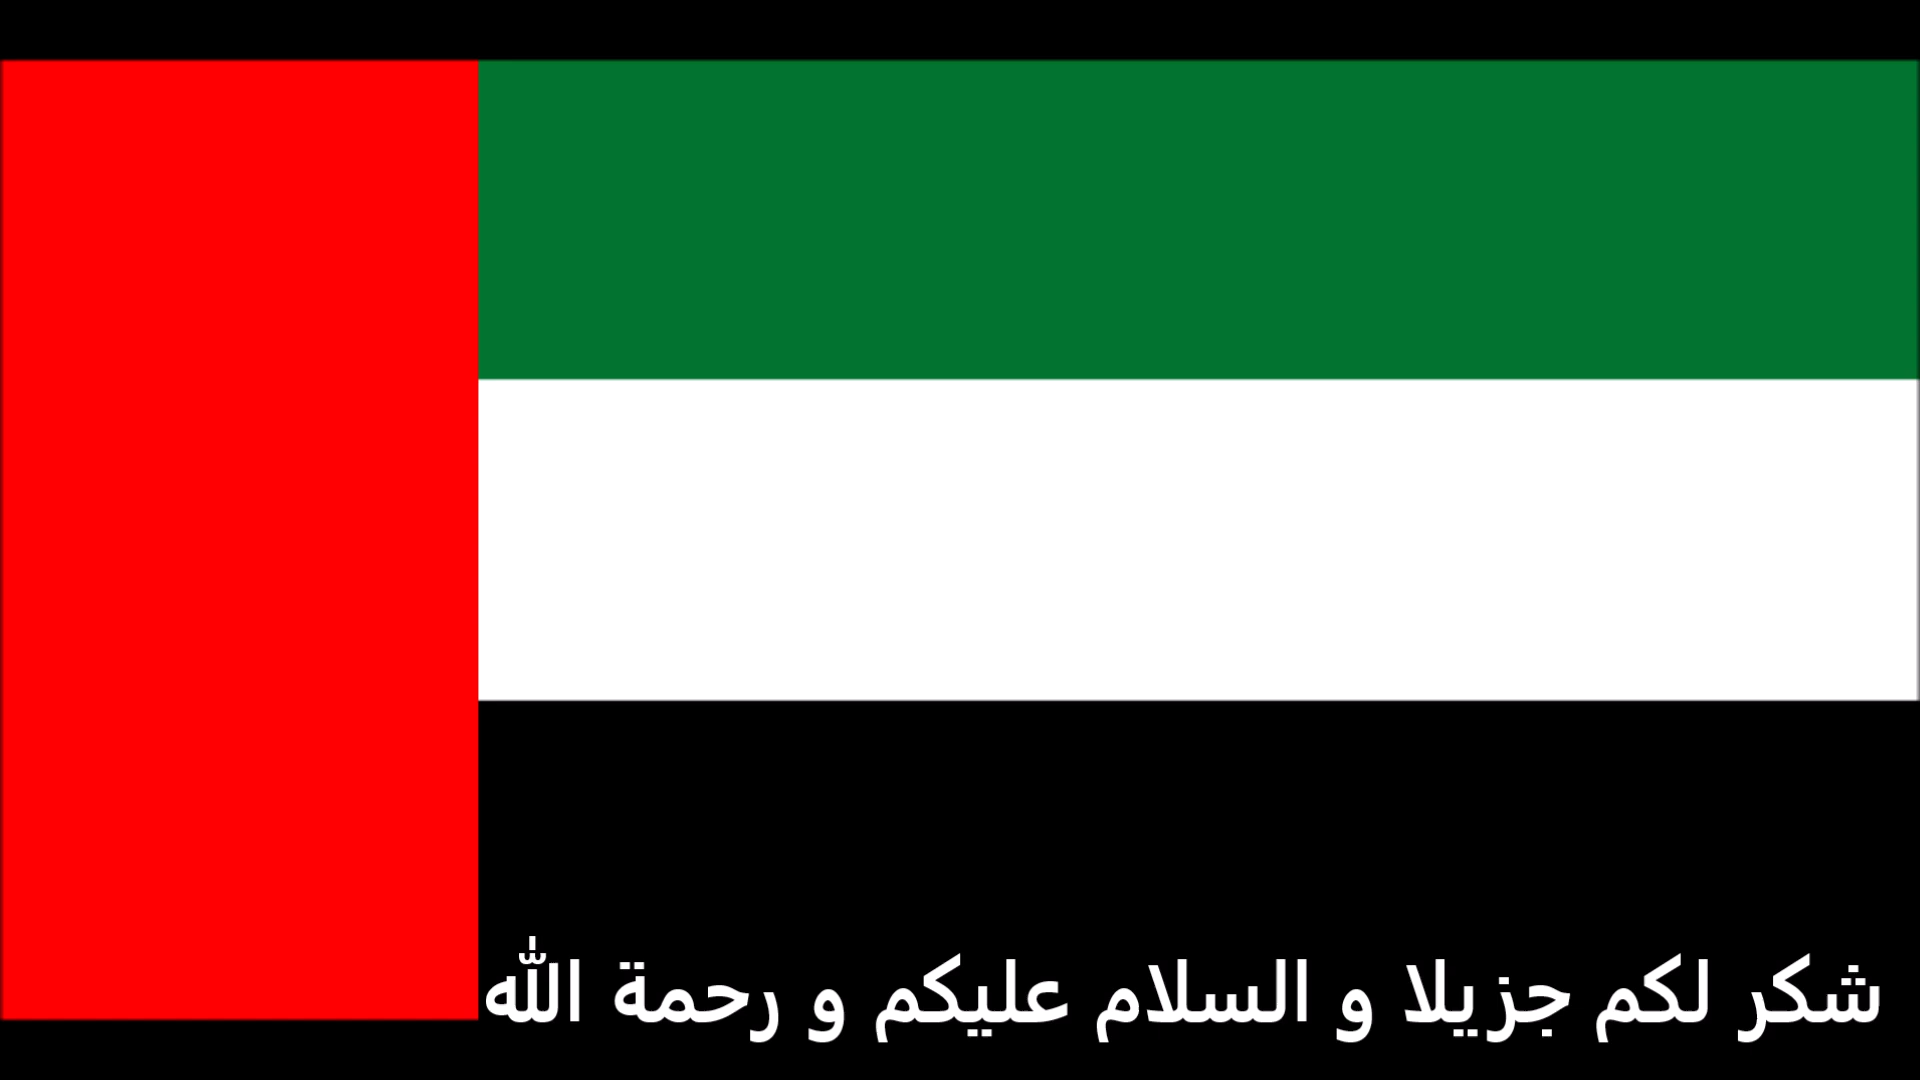 شكر لكم جزيلا و السلام عليكم و رحمة الله